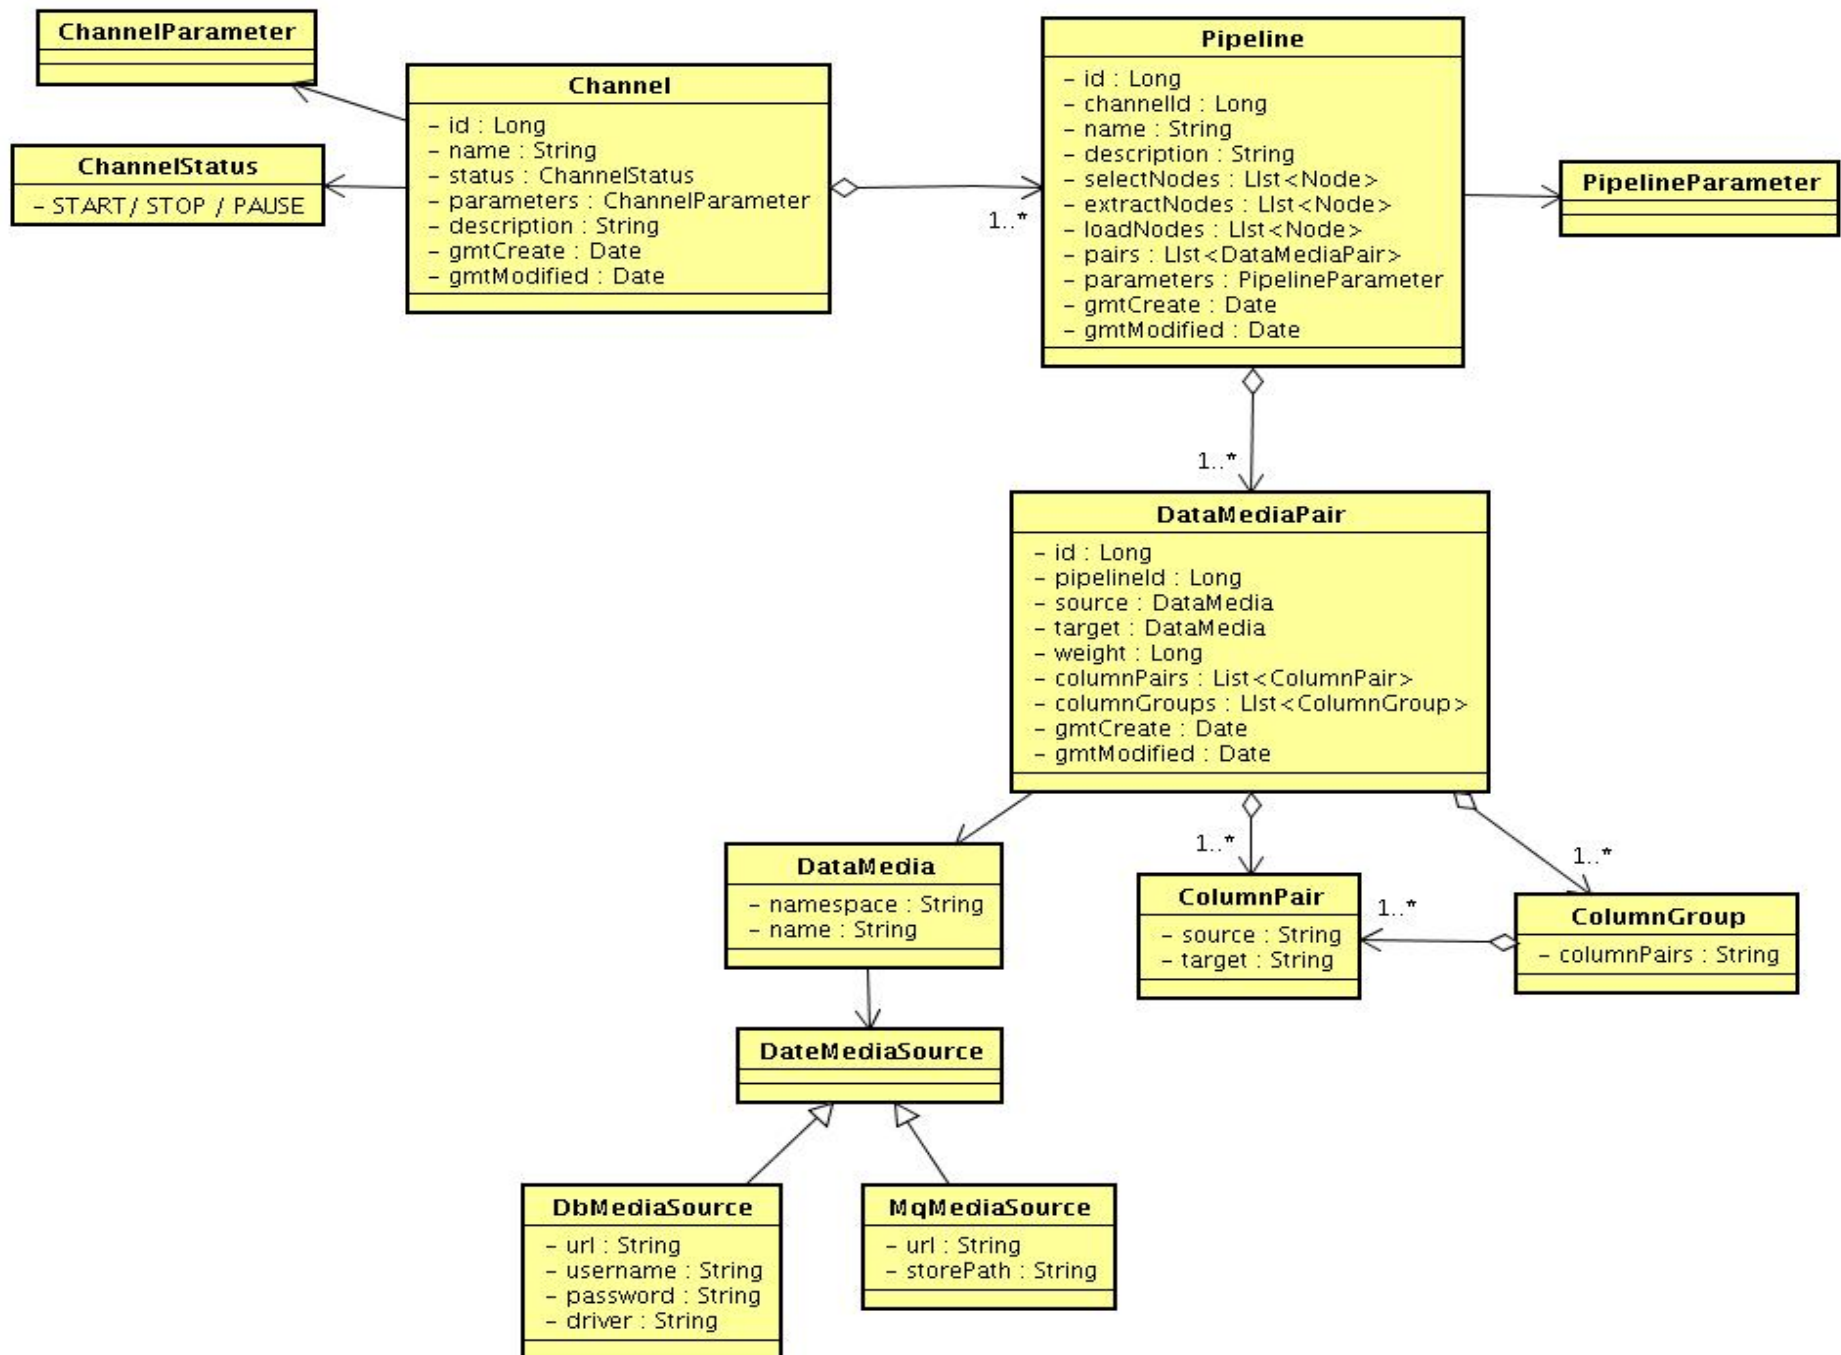 ChannelParameter
Channel
- id : Long
- name : String
- status : ChannelStatus
- parameters : ChannelParameter
- description : String
- gmtCreate : Date
- gmtModified : Date
ChannelStatus
- START/ STOP / PAUSE
1..*
Pipeline
- id : Long
- channelId : Long
- name : String
- description : String
- selectNodes : LIst<Node>
- extractNodes : LIst<Node>
- loadNodes : LIst<Node>
- pairs : LIst<DataMediaPair>
- parameters : PipelineParameter
- gmtCreate : Date
- gmtModified : Date
PipelineParameter
1..*
DataMediaPair
- id : Long
- pipelineId : Long
- source : DataMedia
- target : DataMedia
- weight : Long
- columnPairs : List<ColumnPair>
- columnGroups : LIst<ColumnGroup>
- gmtCreate : Date
- gmtModified : Date
1..*
1..*
DataMedia
- namespace : String
- name : String
ColumnPair
- source : String
- target : String
1..*
ColumnGroup
- columnPairs : String
DateMediaSource
DbMediaSource
- url : String
- username : String
- password : String
- driver : String
MqMediaSource
- url : String
- storePath : String